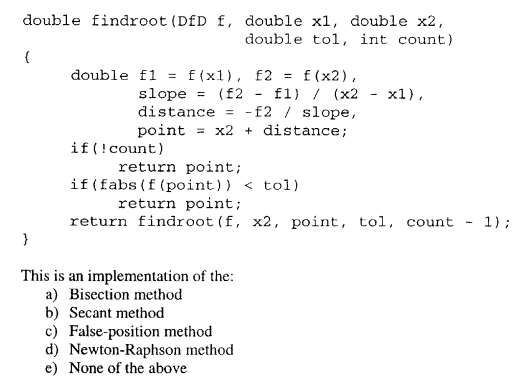 double findroot(DfD f, double x1, double x2,
double tol, int count)
{
double f1 = f(x1), f2 = f(x2),
slope = (f2 - f1) / (x2 - x1),
distance = -f2 / slope,
point = x2 + distance;
if(!count)
return point;
if(fabs(f(point)) < tol)
return point;
return findroot(f, x2, point, tol, count - 1);
}
This is an implementation of the:
a) Bisection method
b) Secant method
c) False-position method
d) Newton-Raphson method
e) None of the above